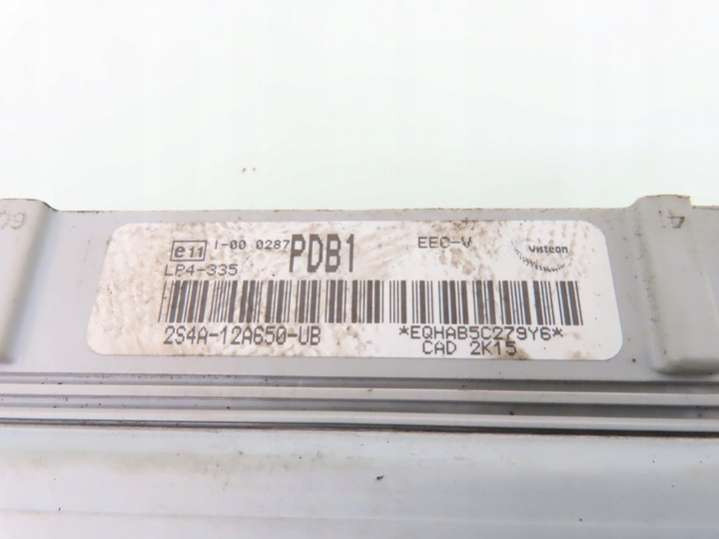 e11 1-00 0287 PDB1 EEC-V Visteon
LP4-335
2S4A-12A650-UB *EQHAB5C279Y6*
CAD 2K15